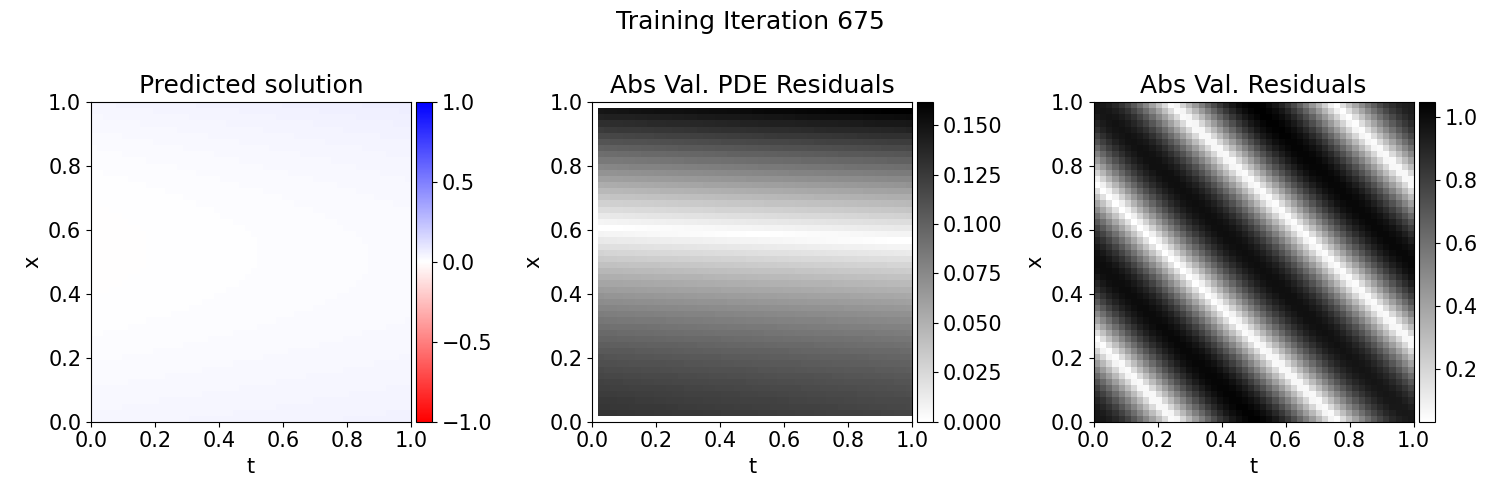 Training Iteration 675
Predicted solution
Abs Val. PDE Residuals
Abs Val. Residuals
1.0
0.8
0.6
0.4
0.2
0.0
x
0.0 0.2 0.4 0.6 0.8 1.0
t
1.0
0.5
0.0
−0.5
−1.0
1.0
0.8
0.6
0.4
0.2
0.0
x
0.0 0.2 0.4 0.6 0.8 1.0
t
0.150
0.125
0.100
0.075
0.050
0.025
0.000
1.0
0.8
0.6
0.4
0.2
0.0
x
0.0 0.2 0.4 0.6 0.8 1.0
t
1.0
0.8
0.6
0.4
0.2